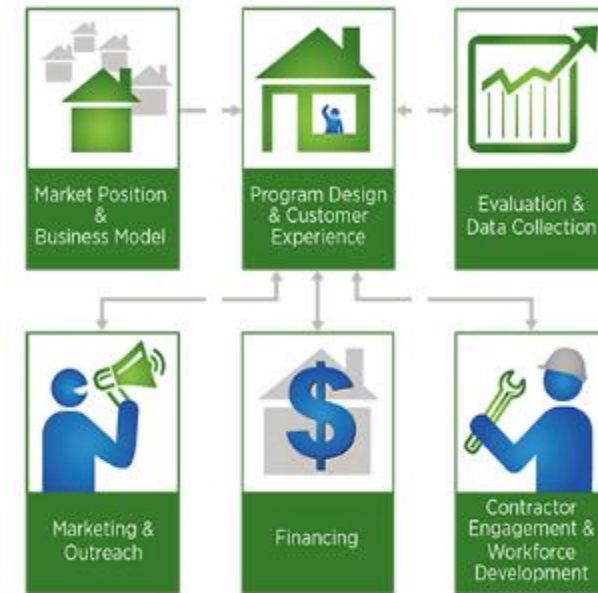 Market Position
&
Business Model
Program Design
& Customer
Experience
Evaluation &
Data Collection
Marketing &
Outreach
$
Financing
Contractor
Engagement &
Workforce
Development